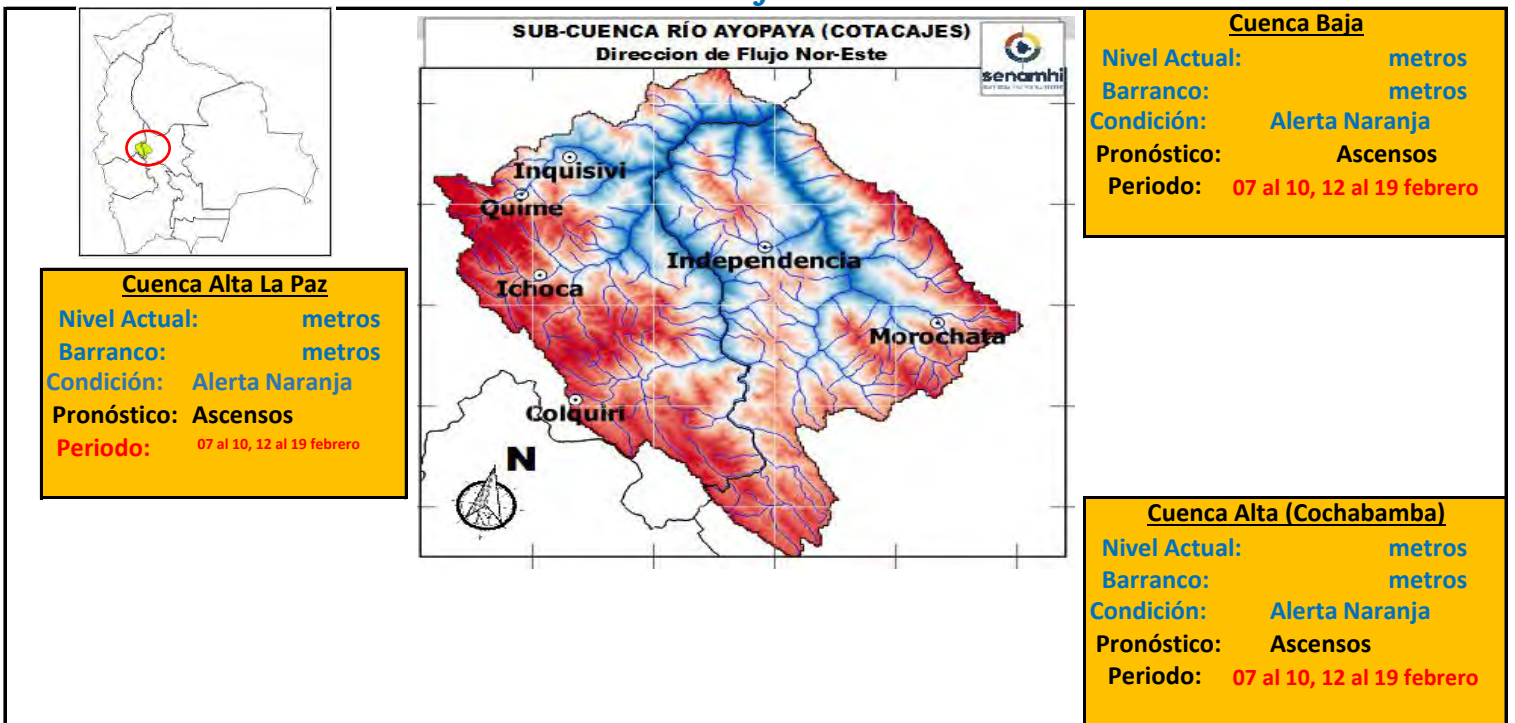 SUB-CUENCA RÍO AYOPAYA (COTACAJES)
Direccion de Flujo Nor-Este
senamhi
Inquisivi
Quime
Independencia
Ichoca
Morochata
Colquiri
N
Cuenca Baja
Nivel Actual: metros
Barranco: metros
Condición: Alerta Naranja
Pronóstico: Ascensos
Periodo: 07 al 10, 12 al 19 febrero
Cuenca Alta La Paz
Nivel Actual: metros
Barranco: metros
Condición: Alerta Naranja
Pronóstico: Ascensos
Periodo: 07 al 10, 12 al 19 febrero
Cuenca Alta (Cochabamba)
Nivel Actual: metros
Barranco: metros
Condición: Alerta Naranja
Pronóstico: Ascensos
Periodo: 07 al 10, 12 al 19 febrero